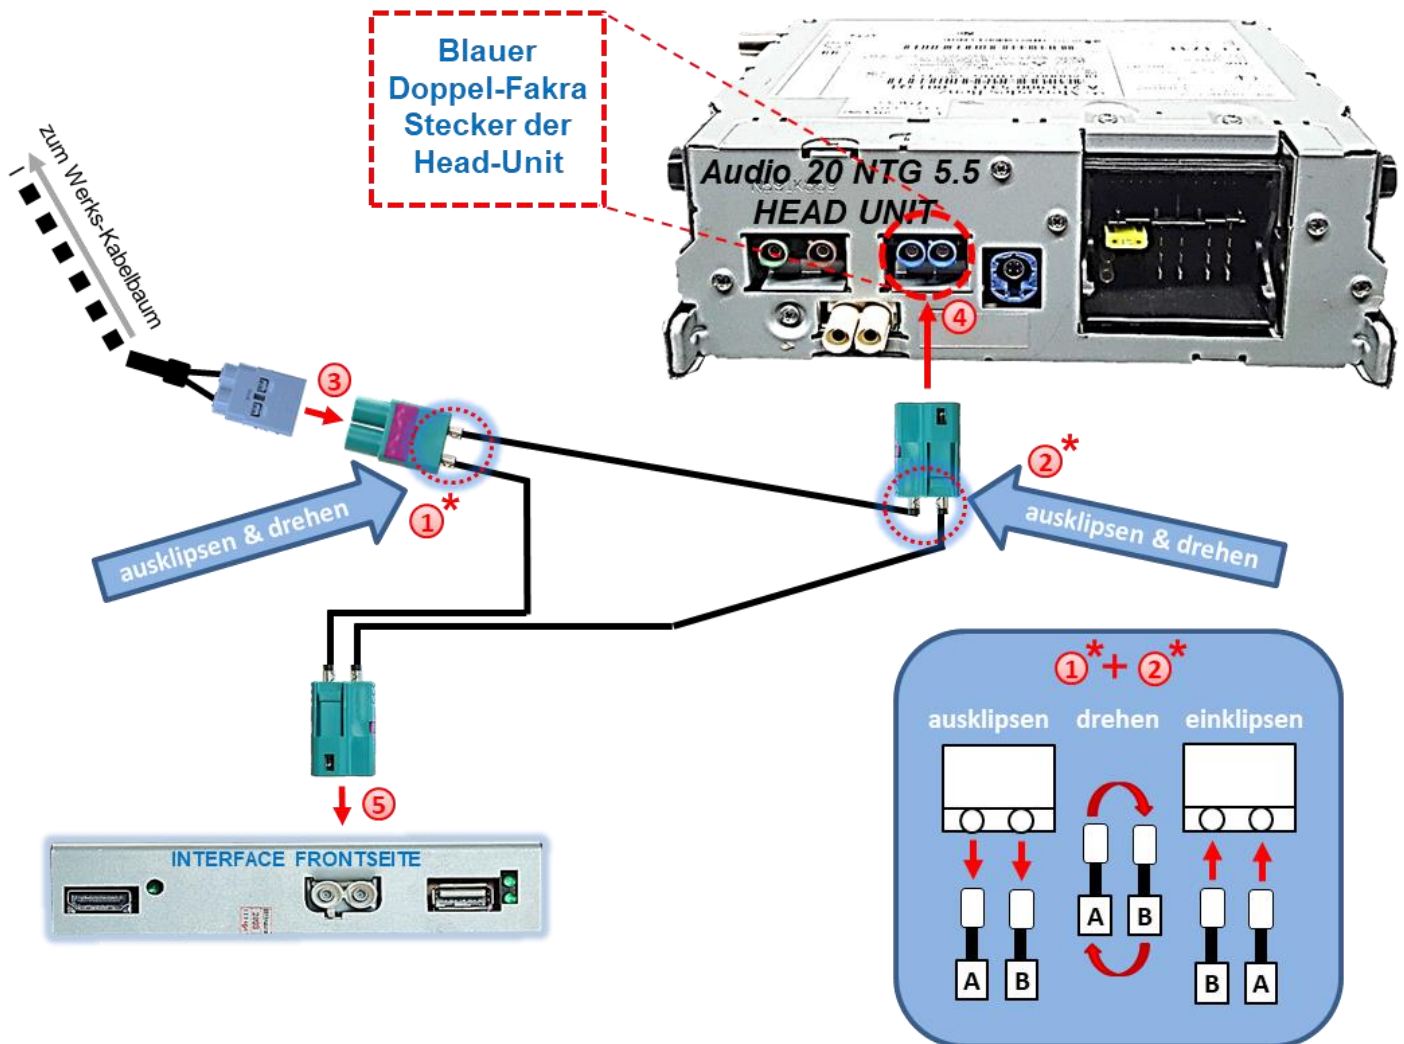 Blauer
Doppel-Fakra
Stecker der
Head-Unit
Audio 20 NTG 5.5
HEAD UNIT
zum Werks-Kabelbaum
3
4
1*
2*
ausklipsen & drehen
ausklipsen & drehen
5
INTERFACE FRONTSEITE
1* + 2*
ausklipsen drehen einklipsen
A B
A B
B A